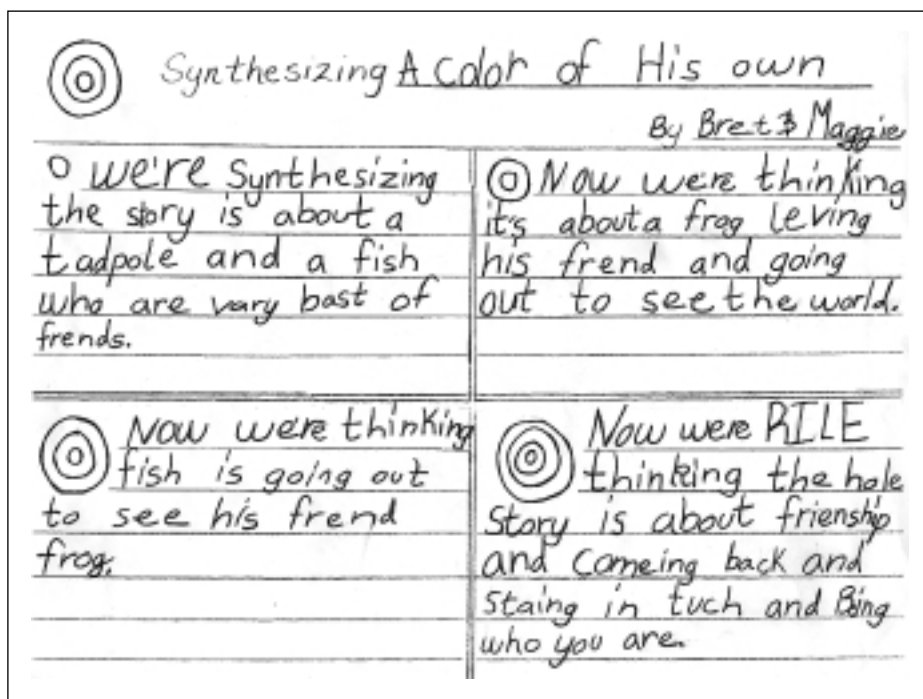 Synthesizing A Color of His own
By Bret & Maggie
We're Synthesizing
the story is about a
tadpole and a fish
who are vary bast of
frends.
Now were thinking
it's about a frog leving
his frend and going
out to see the world.
Now were thinking
fish is going out
to see his frend
frog.
Now were RILE
thinking the hole
story is about frienship
and Comeing back and
staing in tuch and Bing
who you are.